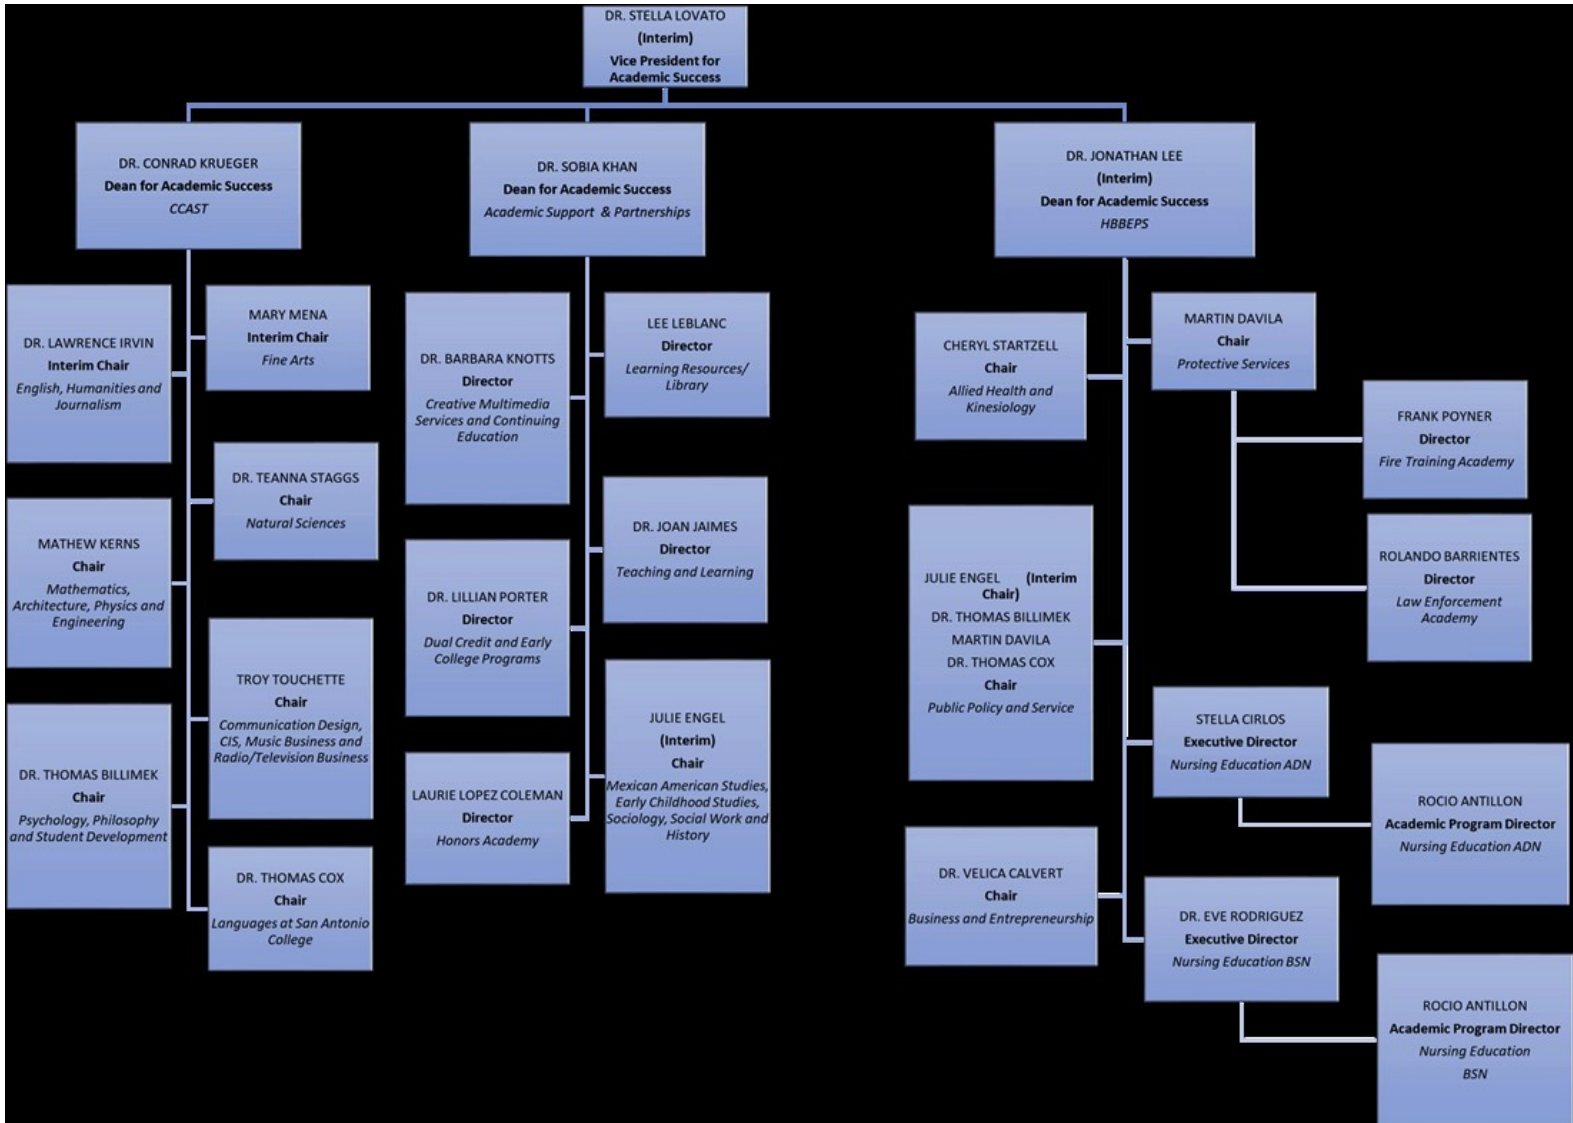 DR. STELLA LOVATO
(Interim)
Vice President for
Academic Success
DR. CONRAD KRUEGER
Dean for Academic Success
CCAST
DR. SOBIA KHAN
Dean for Academic Success
Academic Support & Partnerships
DR. JONATHAN LEE
(Interim)
Dean for Academic Success
HBBEPS
DR. LAWRENCE IRVIN
Interim Chair
English, Humanities and
Journalism
MARY MENA
Interim Chair
Fine Arts
DR. TEANNA STAGGS
Chair
Natural Sciences
MATHEW KERNS
Chair
Mathematics,
Architecture, Physics and
Engineering
TROY TOUCHETTE
Chair
Communication Design,
CIS, Music Business and
Radio/Television Business
DR. THOMAS BILLIMEK
Chair
Psychology, Philosophy
and Student Development
DR. THOMAS COX
Chair
Languages at San Antonio
College
DR. BARBARA KNOTTS
Director
Creative Multimedia
Services and Continuing
Education
LEE LEBLANC
Director
Learning Resources/
Library
DR. JOAN JAIMES
Director
Teaching and Learning
DR. LILLIAN PORTER
Director
Dual Credit and Early
College Programs
JULIE ENGEL
(Interim)
Chair
Mexican American Studies,
Early Childhood Studies,
Sociology, Social Work and
History
LAURIE LOPEZ COLEMAN
Director
Honors Academy
CHERYL STARTZELL
Chair
Allied Health and
Kinesiology
MARTIN DAVILA
Chair
Protective Services
FRANK POYNER
Director
Fire Training Academy
ROLANDO BARRIENTES
Director
Law Enforcement
Academy
JULIE ENGEL (Interim
Chair)
DR. THOMAS BILLIMEK
MARTIN DAVILA
DR. THOMAS COX
Chair
Public Policy and Service
STELLA CIRLOS
Executive Director
Nursing Education ADN
ROCIO ANTILLON
Academic Program Director
Nursing Education ADN
DR. VELICA CALVERT
Chair
Business and Entrepreneurship
DR. EVE RODRIGUEZ
Executive Director
Nursing Education BSN
ROCIO ANTILLON
Academic Program Director
Nursing Education
BSN